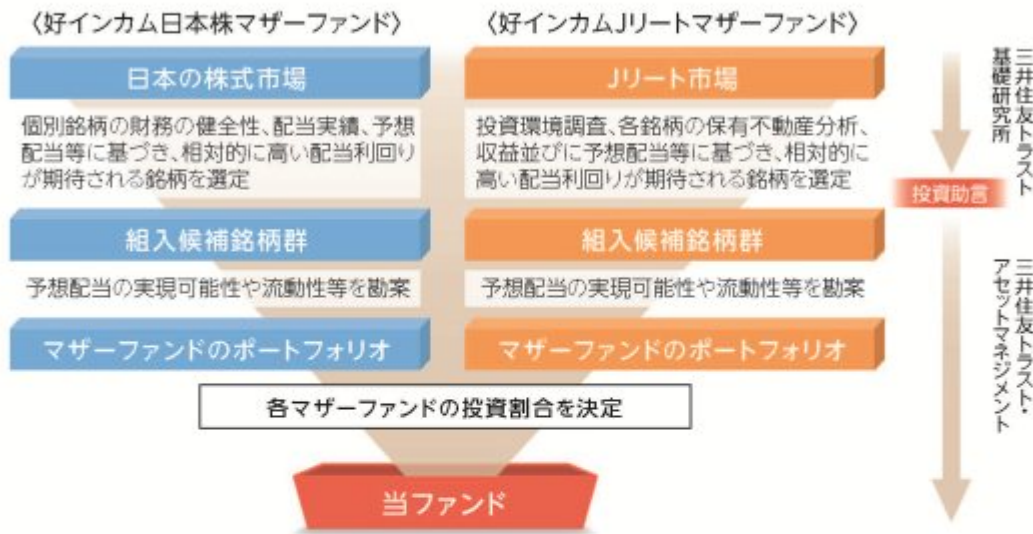 〈好インカム日本株マザーファンド〉
日本の株式市場
個別銘柄の財務の健全性、配当実績、予想
配当等に基づき、相対的に高い配当利回り
が期待される銘柄を選定
組入候補銘柄群
予想配当の実現可能性や流動性等を勘案
マザーファンドのポートフォリオ
〈好インカムJリートマザーファンド〉
Jリート市場
投資環境調査、各銘柄の保有不動産分析、
収益並びに予想配当等に基づき、相対的に
高い配当利回りが期待される銘柄を選定
組入候補銘柄群
予想配当の実現可能性や流動性等を勘案
マザーファンドのポートフォリオ
各マザーファンドの投資割合を決定
当ファンド
三井住友トラスト
基礎研究所
投資助言
三井住友トラスト・
アセットマネジメント